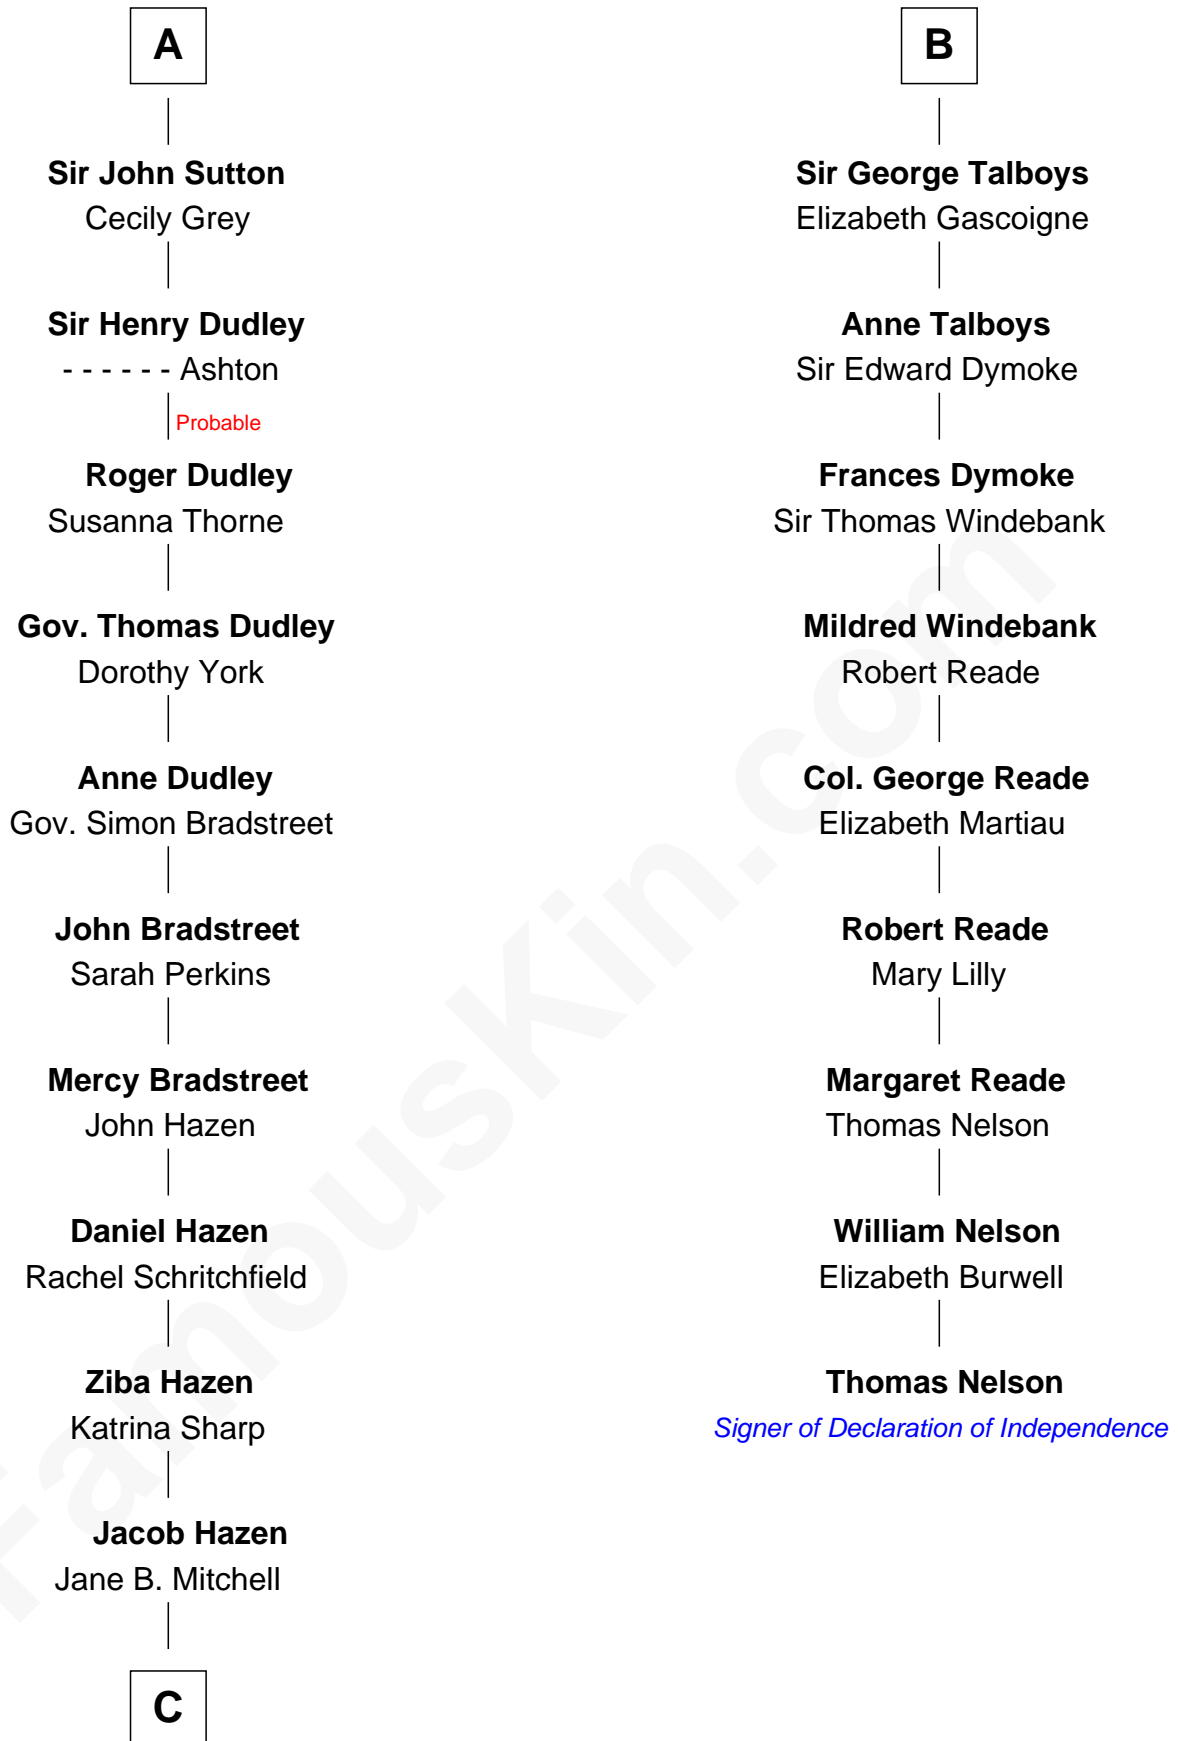 A
Sir John Sutton
Cecily Grey
Sir Henry Dudley
- - - - - - Ashton
Probable
Roger Dudley
Susanna Thorne
Gov. Thomas Dudley
Dorothy York
Anne Dudley
Gov. Simon Bradstreet
John Bradstreet
Sarah Perkins
Mercy Bradstreet
John Hazen
Daniel Hazen
Rachel Schritchfield
Ziba Hazen
Katrina Sharp
Jacob Hazen
Jane B. Mitchell
C
B
Sir George Talboys
Elizabeth Gascoigne
Anne Talboys
Sir Edward Dymoke
Frances Dymoke
Sir Thomas Windebank
Mildred Windebank
Robert Reade
Col. George Reade
Elizabeth Martiau
Robert Reade
Mary Lilly
Margaret Reade
Thomas Nelson
William Nelson
Elizabeth Burwell
Thomas Nelson
Signer of Declaration of Independence
FamousKin.com